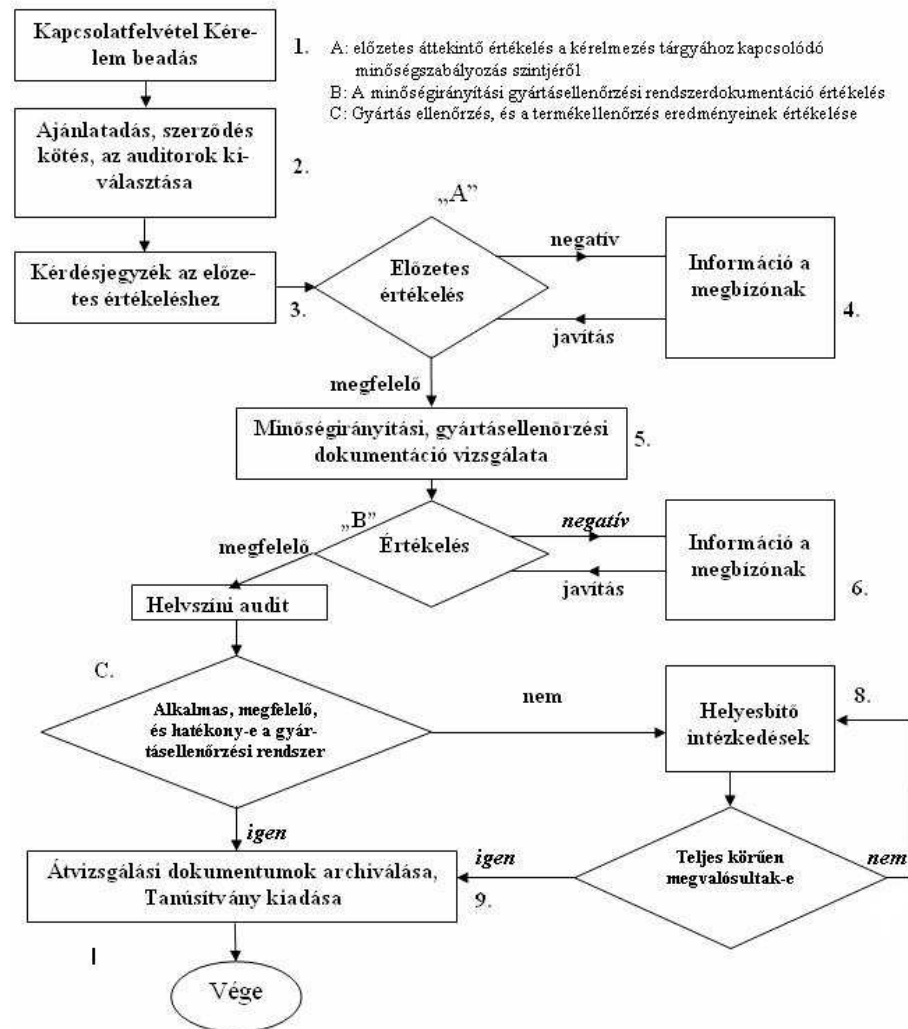 Kapcsolatfelvétel Kére-
lem beadás
1.
A: előzetes áttekintő értékelés a kérelmezés tárgyához kapcsolódó
minőségszabályozás szintjéről
B: A minőségirányítási gyártásellenőrzési rendszerdokumentáció értékelés
C: Gyártás ellenőrzés, és a termékellenőrzés eredményeinek értékelése
Ajánlatadás, szerződés
kötés, az auditorok ki-
választása
2.
„A”
Kérdésjegyzék az előze-
tes értékeléshez
3.
Előzetes
értékelés
negatív
javítás
Információ a
megbízónak
4.
megfelelő
Minőségirányítási, gyártásellenőrzési
dokumentáció vizsgálata
5.
„B”
Értékelés
megfelelő
negatív
javítás
Információ a
megbízónak
6.
Helyszíni audit
C.
Alkalmas, megfelelő,
és hatékony-e a gyár-
tásellenőrzési rendszer
nem
Helyesbítő
intézkedések
8.
igen
Teljes körűen
megvalósultak-e
igen
nem
Átvizsgálási dokumentumok archiválása,
Tanúsítvány kiadása
9.
Vége